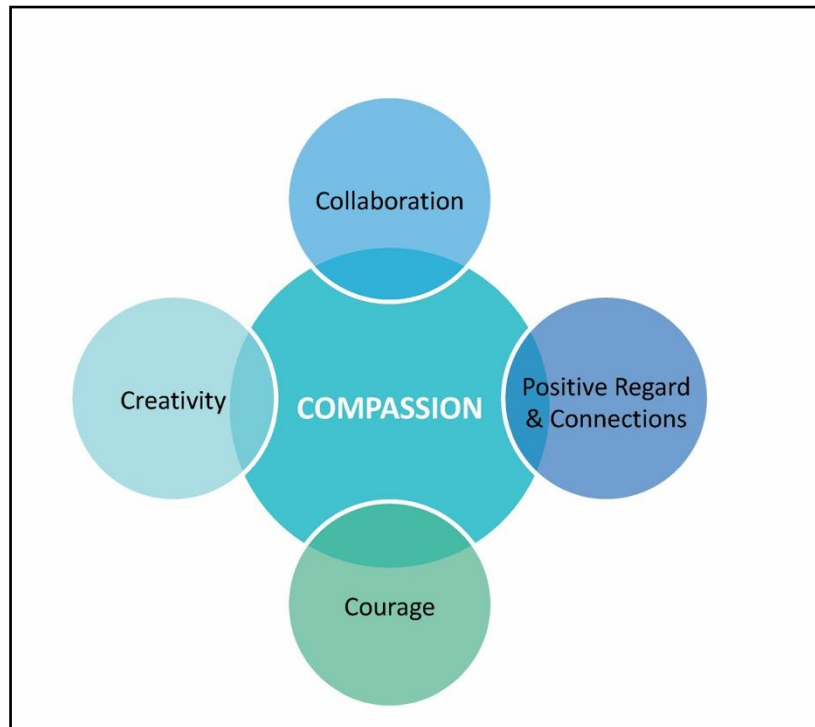 Collaboration
Creativity
COMPASSION
Positive Regard
& Connections
Courage